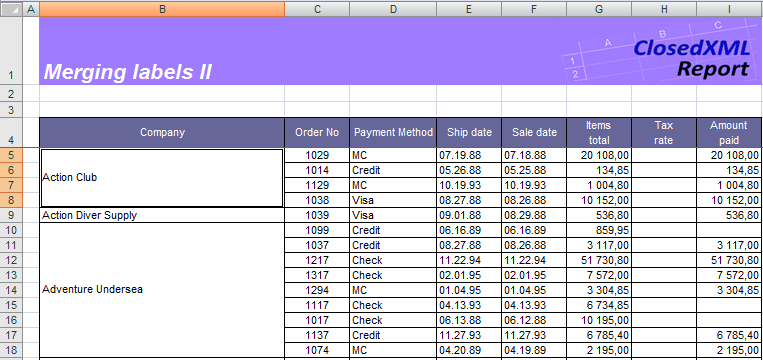 A B C D E F G H I
1 Merging labels II A B C 1 2 ClosedXML
Report
2
3
4 Company Order No Payment Method Ship date Sale date Items total Tax rate Amount paid
5 1029 MC 07.19.88 07.18.88 20 108,00 20 108,00
6 1014 Credit 05.26.88 05.25.88 134,85 134,85
Action Club
7 1129 MC 10.19.93 10.19.93 1 004,80 1 004,80
8 1038 Visa 08.27.88 08.26.88 10 152,00 10 152,00
9 Action Diver Supply 1039 Visa 09.01.88 08.29.88 536,80 536,80
10 1099 Credit 06.16.89 06.16.89 859,95
11 1037 Credit 08.27.88 08.26.88 3 117,00 3 117,00
12 1217 Check 11.22.94 11.22.94 51 730,80 51 730,80
13 1317 Check 02.01.95 02.01.95 7 572,00 7 572,00
14 Adventure Undersea 1294 MC 01.04.95 01.04.95 3 304,85 3 304,85
15 1117 Check 04.13.93 04.13.93 6 734,85
16 1017 Check 06.13.88 06.12.88 10 195,00
17 1137 Credit 11.27.93 11.27.93 6 785,40 6 785,40
18 1074 MC 04.20.89 04.19.89 2 195,00 2 195,00